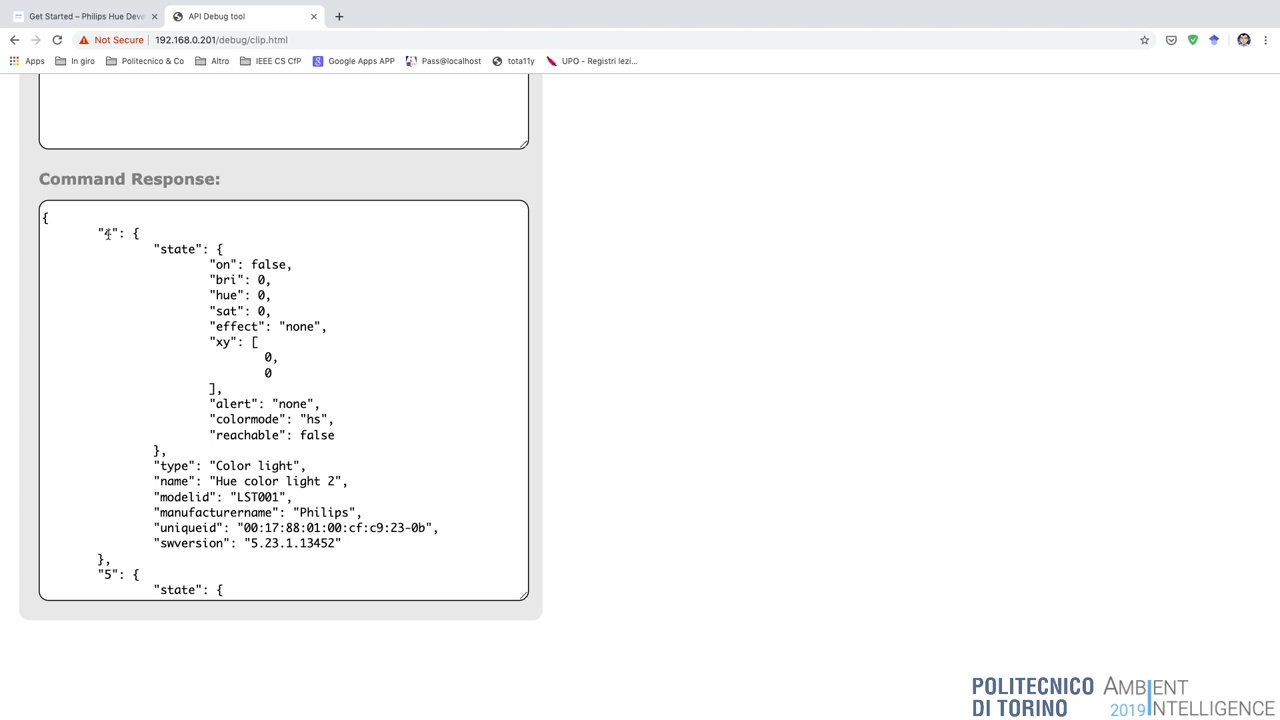 Get Started – Philips Hue Deve
API Debug tool
Not Secure
192.168.0.201/debug/clip.html
Apps
In giro
Politecnico & Co
Altro
IEEE CS CfP
Google Apps APP
Pass@localhost
tota11y
UPO - Registri lezi...
Command Response:
{
"4": {
"state": {
"on": false,
"bri": 0,
"hue": 0,
"sat": 0,
"effect": "none",
"xy": [
0,
0
],
"alert": "none",
"colormode": "hs",
"reachable": false
},
"type": "Color light",
"name": "Hue color light 2",
"modelid": "LST001",
"manufacturername": "Philips",
"uniqueid": "00:17:88:01:00:cf:c9:23-0b",
"swversion": "5.23.1.13452"
},
"5": {
"state": {
POLITECNICO
DI TORINO
AMBIENT
2019 INTELLIGENCE